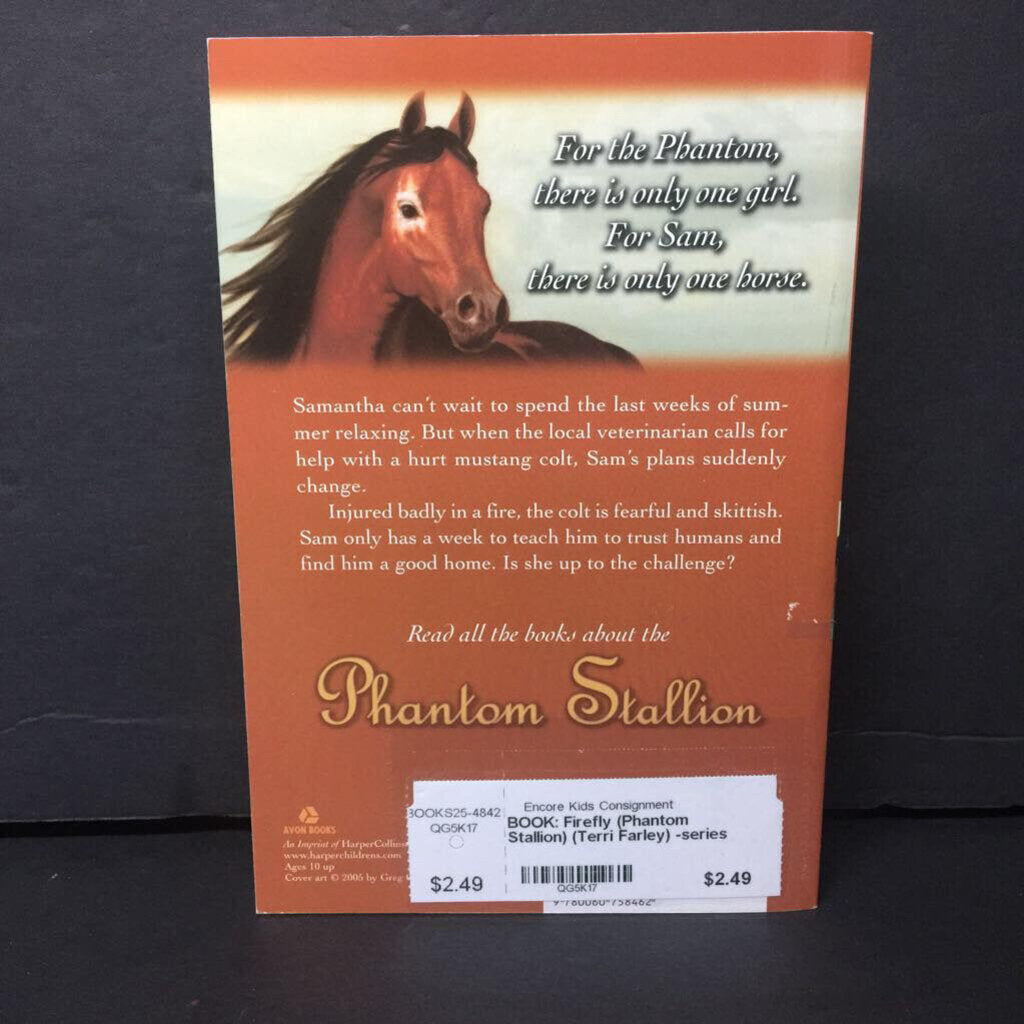 For the Phantom,
there is only one girl.
For Sam,
there is only one horse.
Samantha can't wait to spend the last weeks of sum-
mer relaxing. But when the local veterinarian calls for
help with a hurt mustang colt, Sam's plans suddenly
change.
Injured badly in a fire, the colt is fearful and skittish.
Sam only has a week to teach him to trust humans and
find him a good home. Is she up to the challenge?
Read all the books about the
Phantom Stallion
AVON BOOKS
An Imprint of HarperCollins
www.harperchildrens.com
Ages 10 up
Cover art © 2005 by Greg
BOOKS25-4842
QG5K17
$2.49
Encore Kids Consignment
BOOK: Firefly (Phantom
Stallion) (Terri Farley) -series
QG5K17
$2.49
9 780060 758462